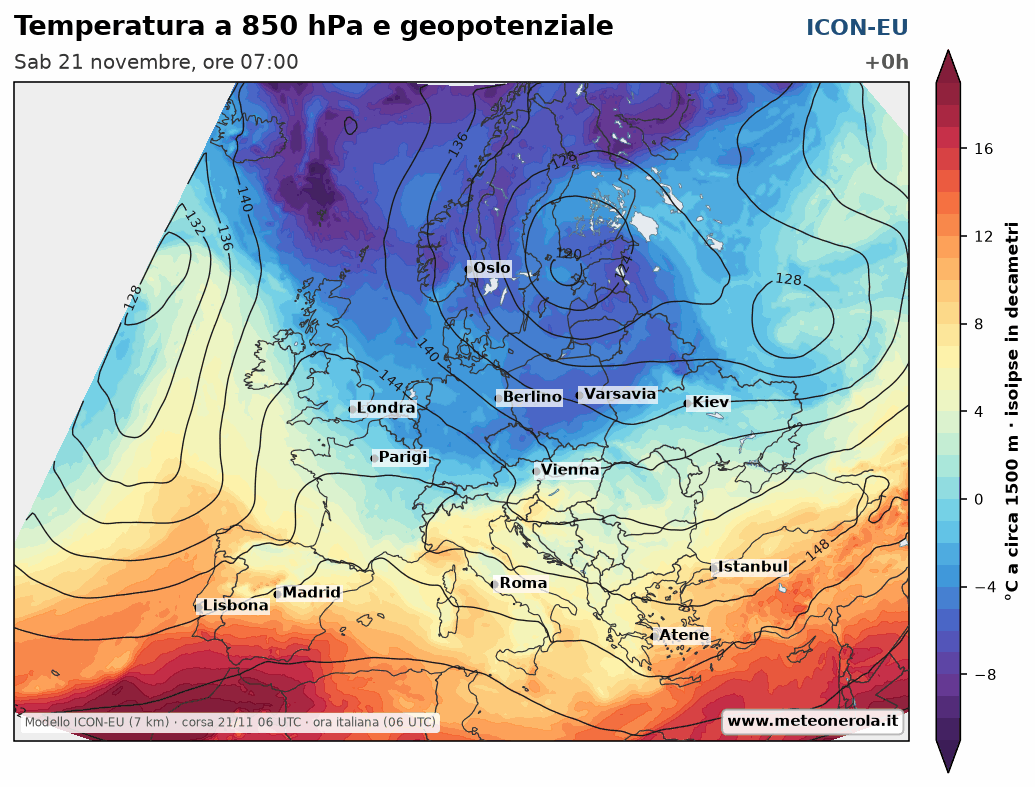 Temperatura a 850 hPa e geopotenziale
ICON-EU
Sab 21 novembre, ore 07:00
+0h
136
128
140
132
136
128
120
124
128
140
144
148
Oslo
Berlino
Varsavia
Kiev
Londra
Parigi
Vienna
Istanbul
Roma
Madrid
Lisbona
Atene
16
12
8
4
0
−4
−8
°C a circa 1500 m · Isoipse in decametri
Modello ICON-EU (7 km) · corsa 21/11 06 UTC · ora italiana (06 UTC)
www.meteonerola.it